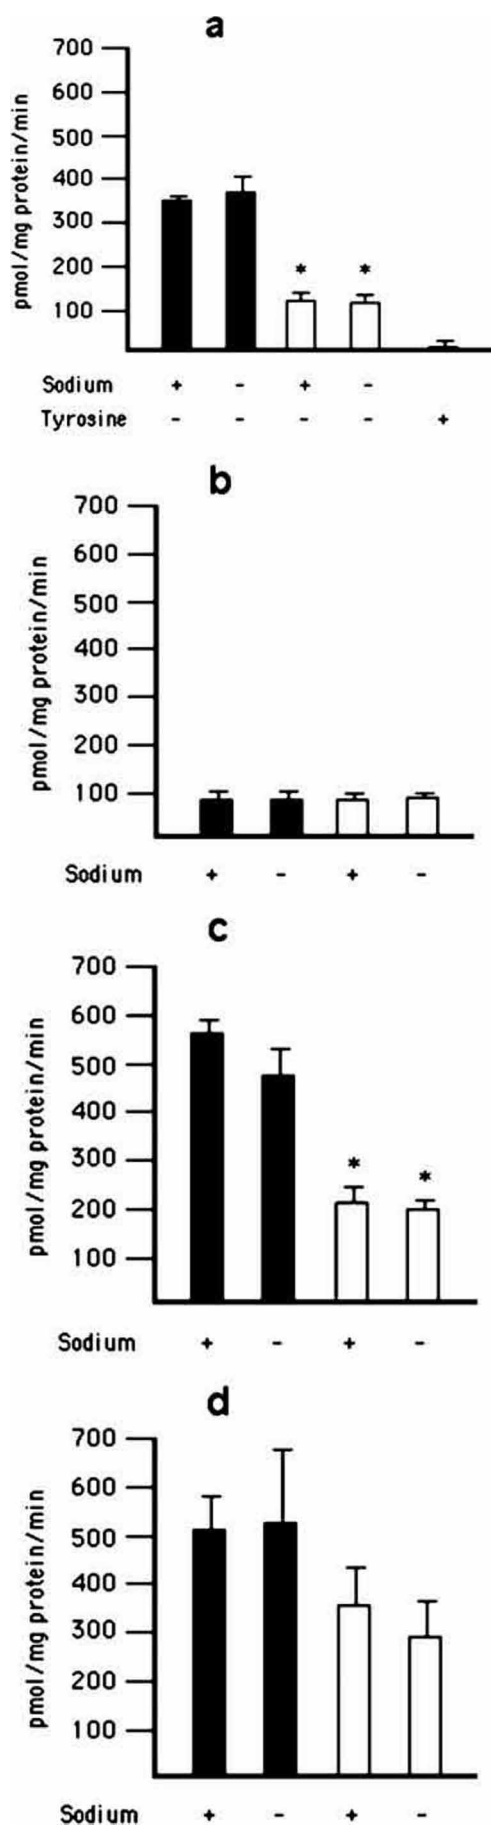 a
pmol/mg protein/min
700
600
500
400
300
200
100
* *
Sodium + - + -
Tyrosine - - - - +
b
pmol/mg protein/min
700
600
500
400
300
200
100
Sodium + - + -
c
pmol/mg protein/min
700
600
500
400
300
200
100
* *
Sodium + - + -
d
pmol/mg protein/min
700
600
500
400
300
200
100
Sodium + - + -